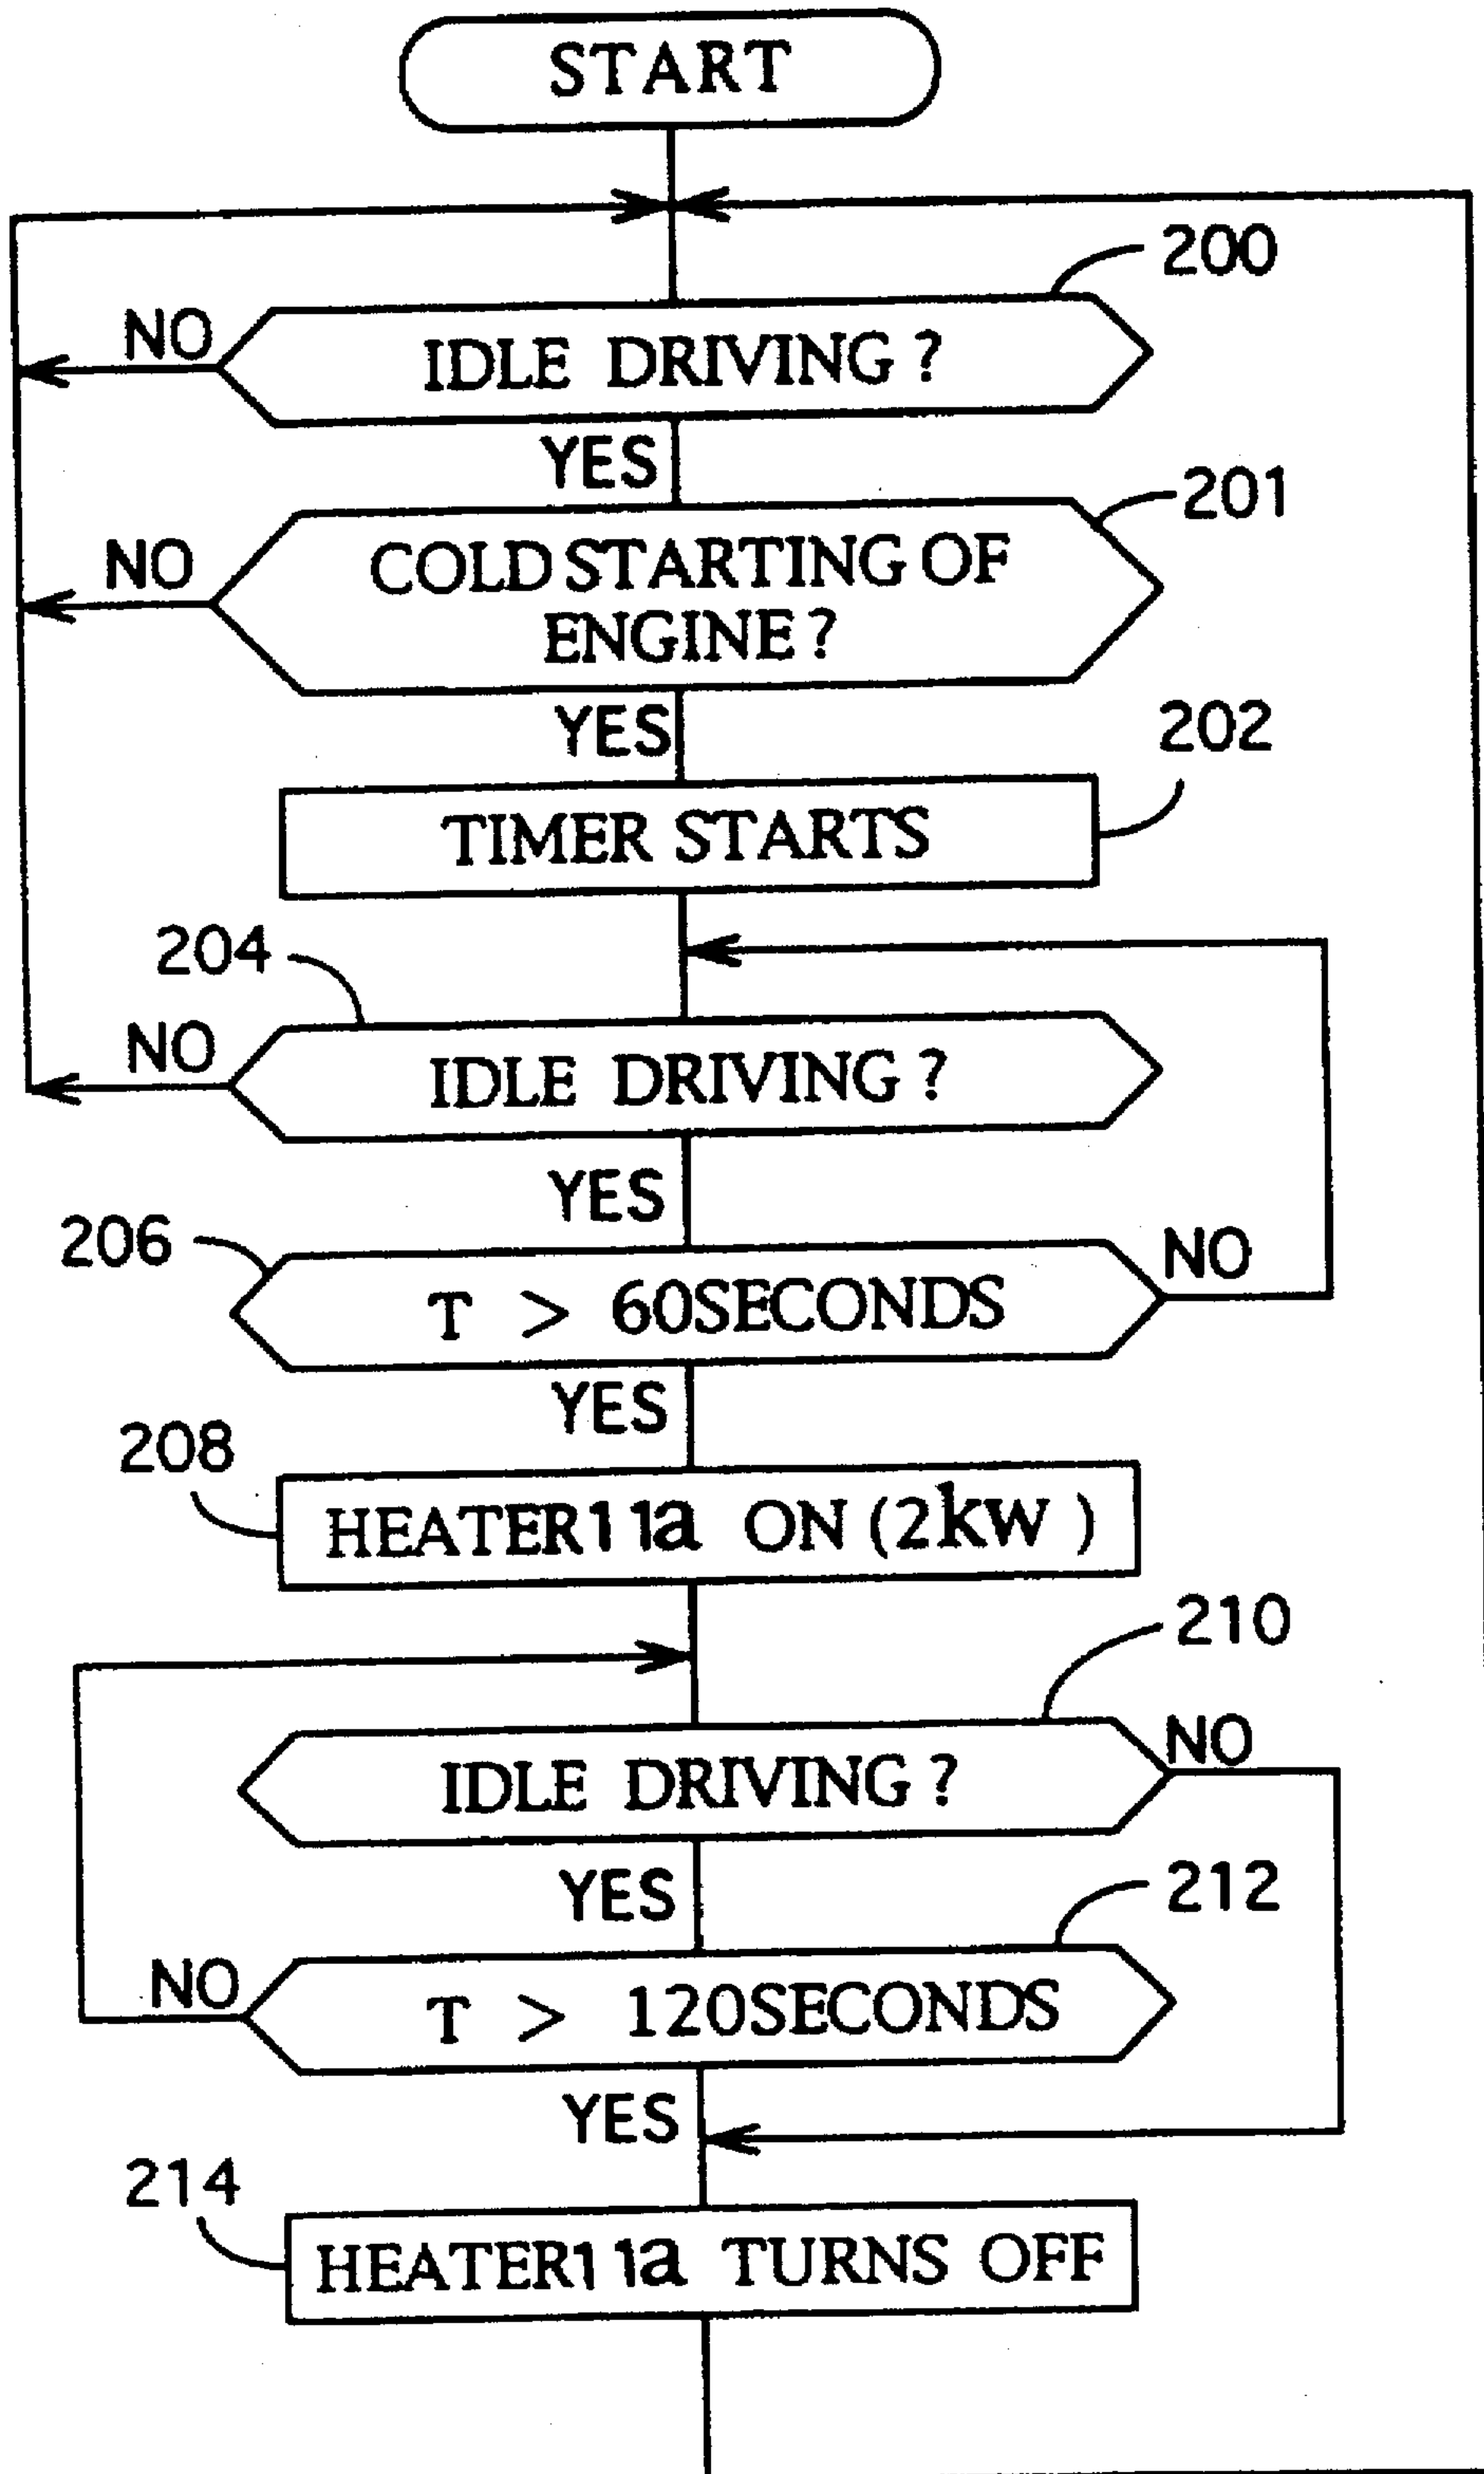 START
200
NO
IDLE DRIVING?
YES
201
NO
COLD STARTING OF
ENGINE?
YES
202
TIMER STARTS
204
NO
IDLE DRIVING?
YES
206
NO
T > 60SECONDS
YES
208
HEATER11a ON (2kW)
210
NO
IDLE DRIVING?
YES
212
NO
T > 120SECONDS
YES
214
HEATER11a TURNS OFF